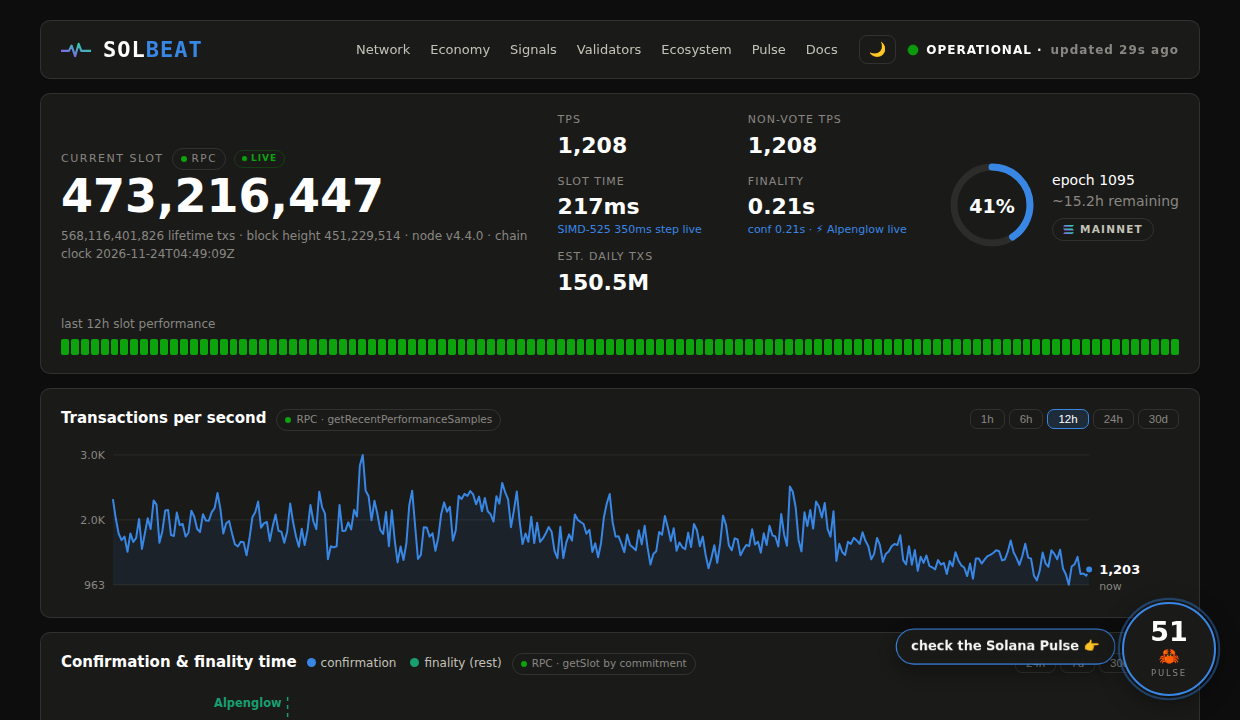 SOLBEAT
Network Economy Signals Validators Ecosystem Pulse Docs
OPERATIONAL · updated 29s ago
CURRENT SLOT RPC LIVE
473,216,447
568,116,401,826 lifetime txs · block height 451,229,514 · node v4.4.0 · chain
clock 2026-11-24T04:49:09Z
TPS
1,208
NON-VOTE TPS
1,208
SLOT TIME
217ms
SIMD-525 350ms step live
FINALITY
0.21s
conf 0.21s · ⚡ Alpenglow live
EST. DAILY TXS
150.5M
41%
epoch 1095
~15.2h remaining
MAINNET
last 12h slot performance
Transactions per second RPC · getRecentPerformanceSamples
1h 6h 12h 24h 30d
3.0K
2.0K
963
1,203
now
Confirmation & finality time confirmation finality (rest) RPC · getSlot by commitment
Alpenglow
check the Solana Pulse 👉
51
PULSE